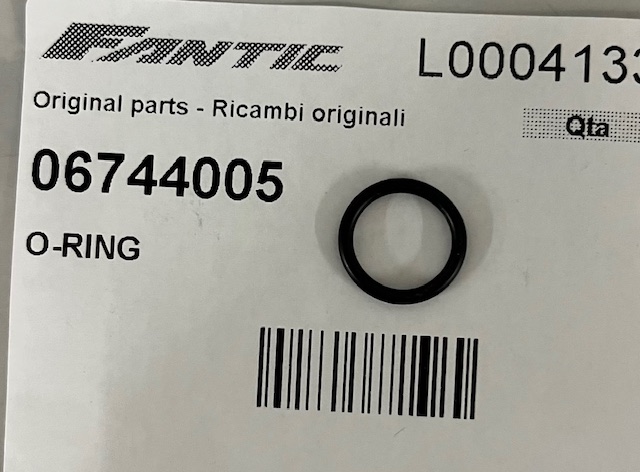 FANTIC
L0004133
Original parts - Ricambi originali
Qta
06744005
O-RING